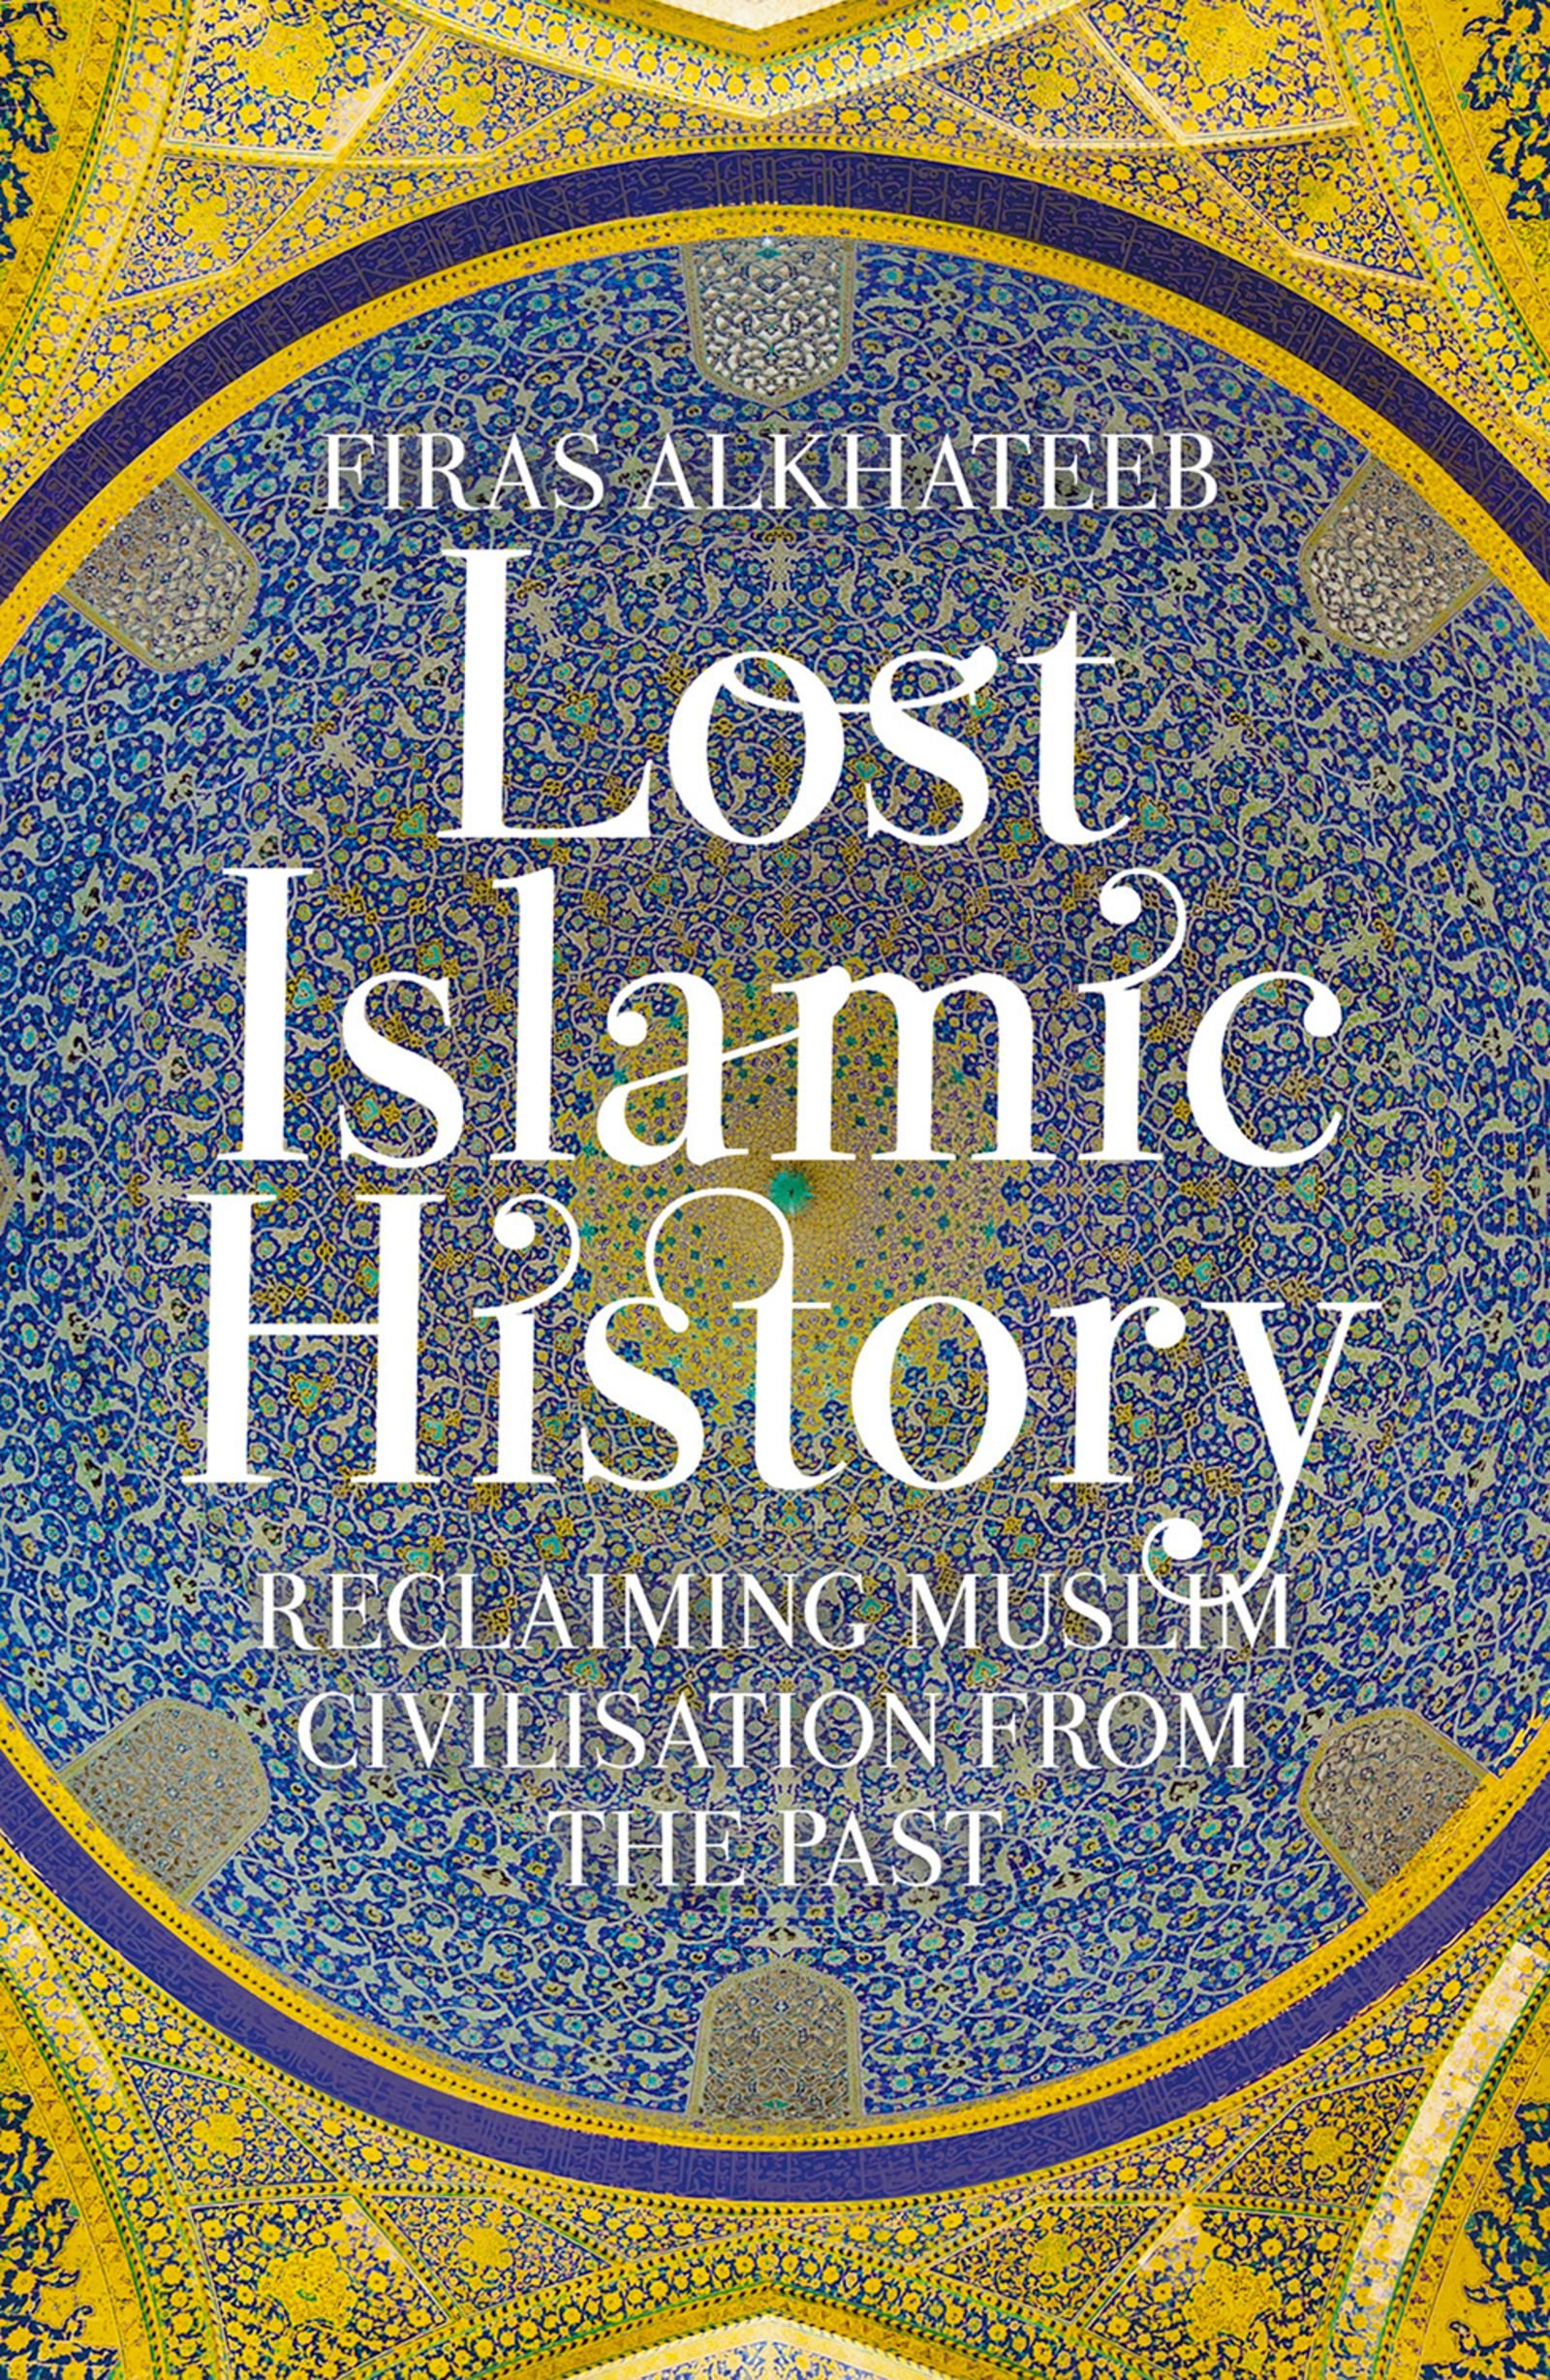 FIRAS ALKHATEEB
Lost
Islamic
History
RECLAIMING MUSLIM
CIVILISATION FROM
THE PAST